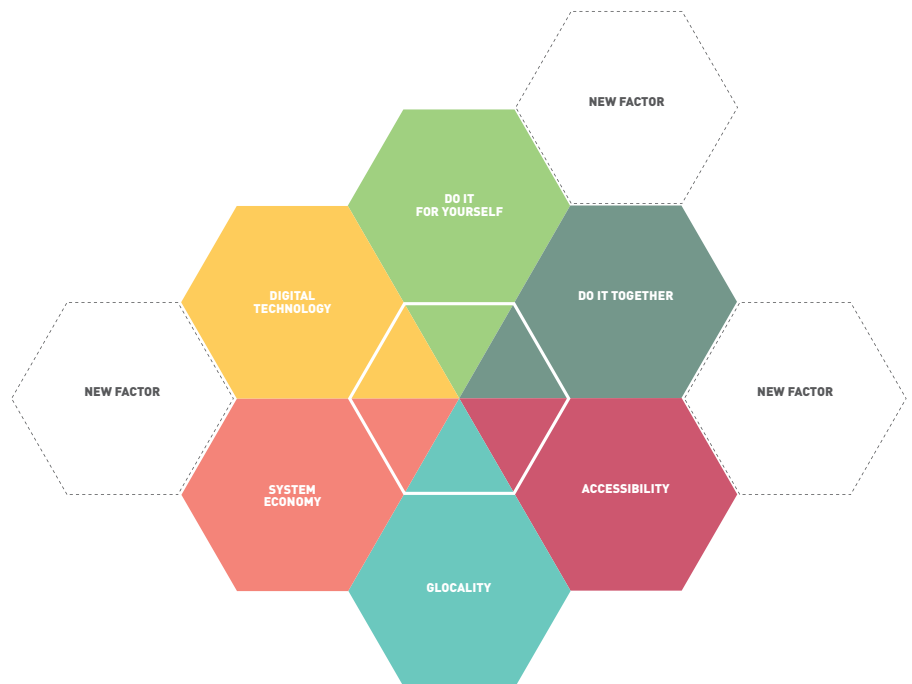 NEW FACTOR
DO IT
FOR YOURSELF
DIGITAL
TECHNOLOGY
DO IT TOGETHER
NEW FACTOR
NEW FACTOR
SYSTEM
ECONOMY
ACCESSIBILITY
GLOCALITY